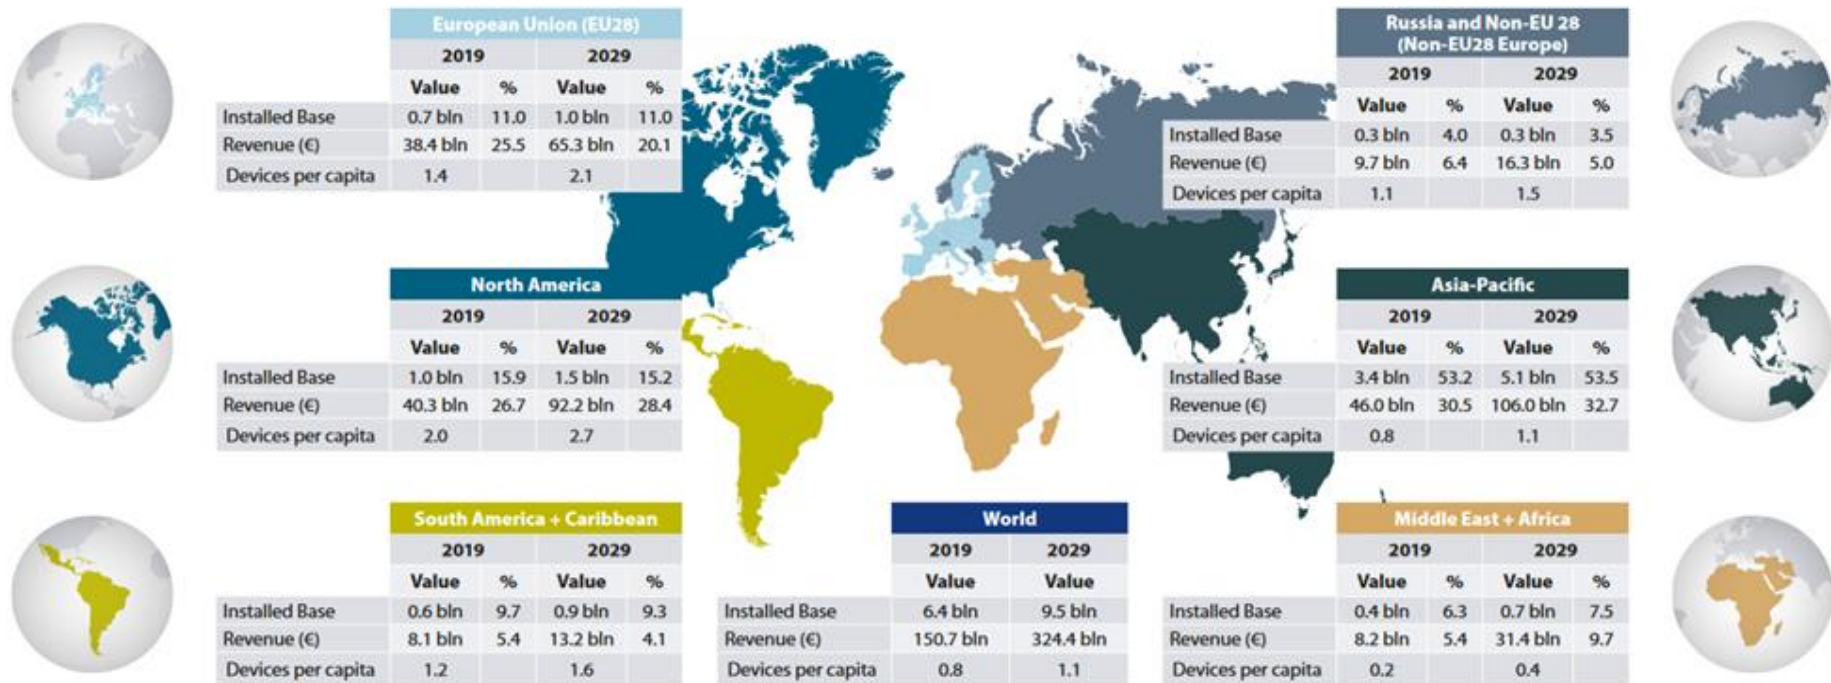 European Union (EU28)
2019 2029
Value % Value %
Installed Base 0.7 bln 11.0 1.0 bln 11.0
Revenue (€) 38.4 bln 25.5 65.3 bln 20.1
Devices per capita 1.4 2.1
Russia and Non-EU 28
(Non-EU28 Europe)
2019 2029
Value % Value %
Installed Base 0.3 bln 4.0 0.3 bln 3.5
Revenue (€) 9.7 bln 6.4 16.3 bln 5.0
Devices per capita 1.1 1.5
North America
2019 2029
Value % Value %
Installed Base 1.0 bln 15.9 1.5 bln 15.2
Revenue (€) 40.3 bln 26.7 92.2 bln 28.4
Devices per capita 2.0 2.7
Asia-Pacific
2019 2029
Value % Value %
Installed Base 3.4 bln 53.2 5.1 bln 53.5
Revenue (€) 46.0 bln 30.5 106.0 bln 32.7
Devices per capita 0.8 1.1
South America + Caribbean
2019 2029
Value % Value %
Installed Base 0.6 bln 9.7 0.9 bln 9.3
Revenue (€) 8.1 bln 5.4 13.2 bln 4.1
Devices per capita 1.2 1.6
World
2019 2029
Value Value
Installed Base 6.4 bln 9.5 bln
Revenue (€) 150.7 bln 324.4 bln
Devices per capita 0.8 1.1
Middle East + Africa
2019 2029
Value % Value %
Installed Base 0.4 bln 6.3 0.7 bln 7.5
Revenue (€) 8.2 bln 5.4 31.4 bln 9.7
Devices per capita 0.2 0.4